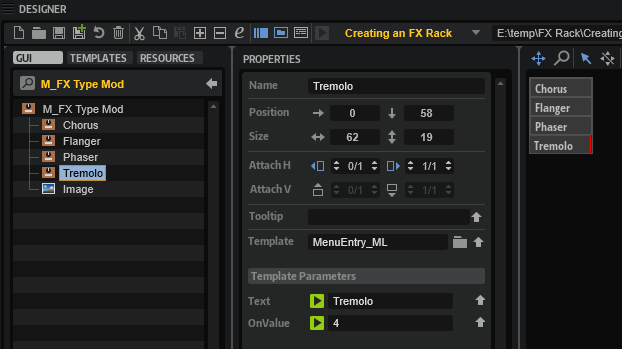 DESIGNER
Creating an FX Rack
E:\temp\FX Rack\Creating
GUI TEMPLATES RESOURCES
M_FX Type Mod
M_FX Type Mod
Chorus
Flanger
Phaser
Tremolo
Image
PROPERTIES
Name Tremolo
Position 0 58
Size 62 19
Attach H 0/1 1/1
Attach V 0/1 1/1
Tooltip
Template MenuEntry_ML
Template Parameters
Text Tremolo
OnValue 4
Chorus
Flanger
Phaser
Tremolo